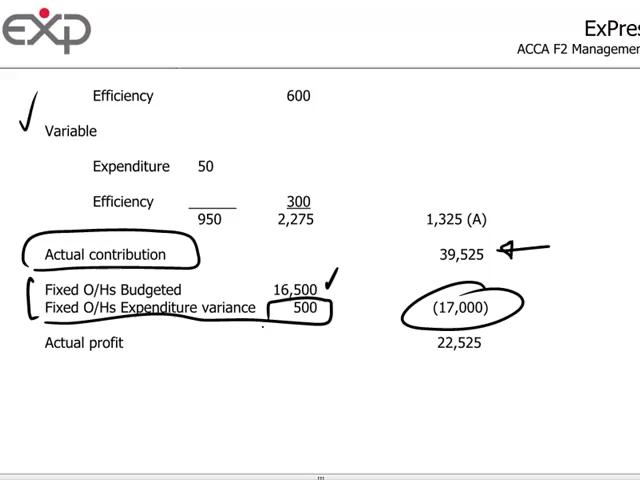 exp
ExPres
ACCA F2 Manageme
Efficiency 600
Variable
Expenditure 50
Efficiency 300
950 2,275 1,325 (A)
Actual contribution 39,525
Fixed O/Hs Budgeted 16,500
Fixed O/Hs Expenditure variance 500 (17,000)
Actual profit 22,525